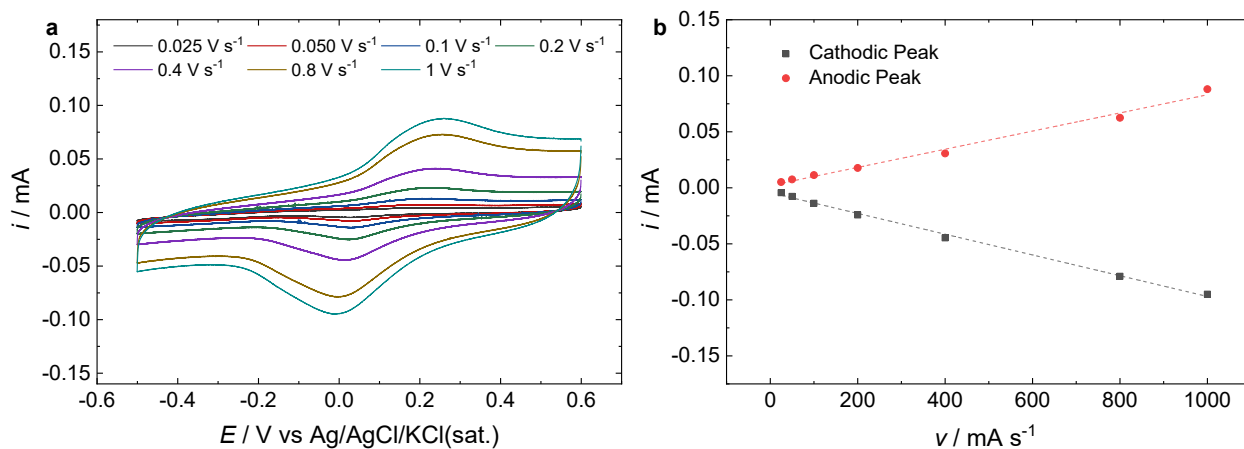 a
0.025 V s⁻¹ 0.050 V s⁻¹ 0.1 V s⁻¹ 0.2 V s⁻¹
0.4 V s⁻¹ 0.8 V s⁻¹ 1 V s⁻¹
0.15
0.10
0.05
0.00
-0.05
-0.10
-0.15
i / mA
-0.6 -0.4 -0.2 0.0 0.2 0.4 0.6
E / V vs Ag/AgCl/KCl(sat.)
b
Cathodic Peak
Anodic Peak
0.15
0.10
0.05
0.00
-0.05
-0.10
-0.15
i / mA
0 200 400 600 800 1000
v / mA s⁻¹